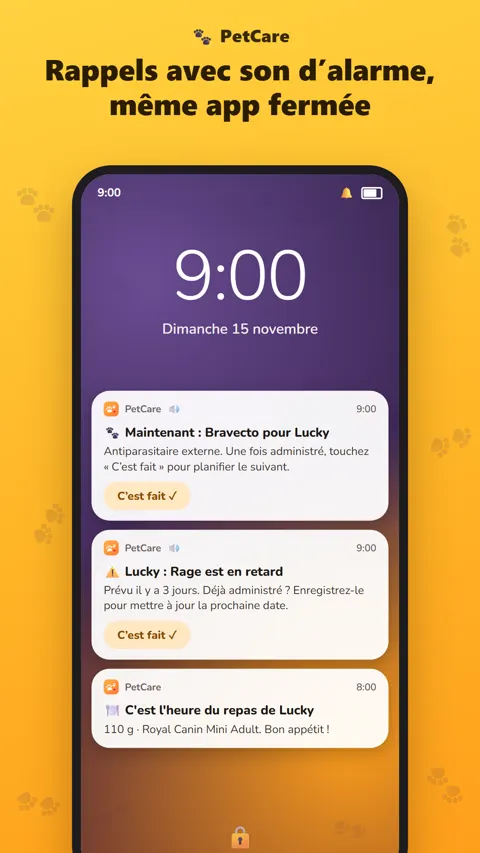 PetCare
Rappels avec son d’alarme,
même app fermée
9:00
9:00
Dimanche 15 novembre
PetCare 9:00
Maintenant : Bravecto pour Lucky
Antiparasitaire externe. Une fois administré, touchez
« C’est fait » pour planifier le suivant.
C’est fait ✓
PetCare 9:00
Lucky : Rage est en retard
Prévu il y a 3 jours. Déjà administré ? Enregistrez-le
pour mettre à jour la prochaine date.
C’est fait ✓
PetCare 8:00
C'est l'heure du repas de Lucky
110 g · Royal Canin Mini Adult. Bon appétit !